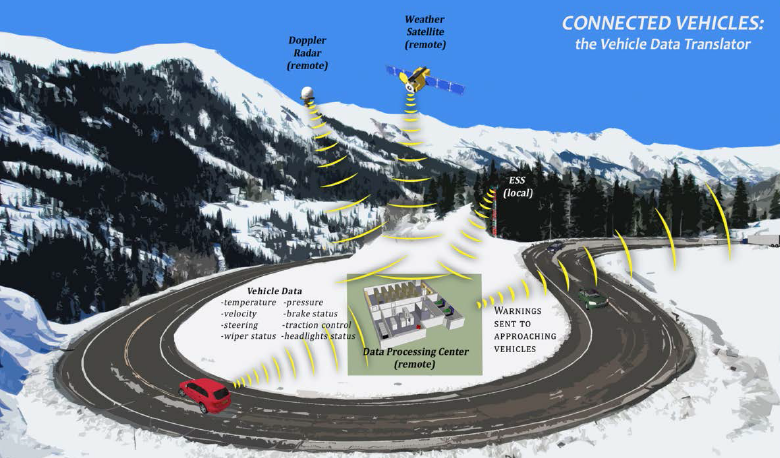 CONNECTED VEHICLES:
the Vehicle Data Translator
Weather
Satellite
(remote)
Doppler
Radar
(remote)
ESS
(local)
Vehicle Data
-temperature -pressure
-velocity -brake status
-steering -traction control
-wiper status -headlights status
Data Processing Center
(remote)
WARNINGS
SENT TO
APPROACHING
VEHICLES